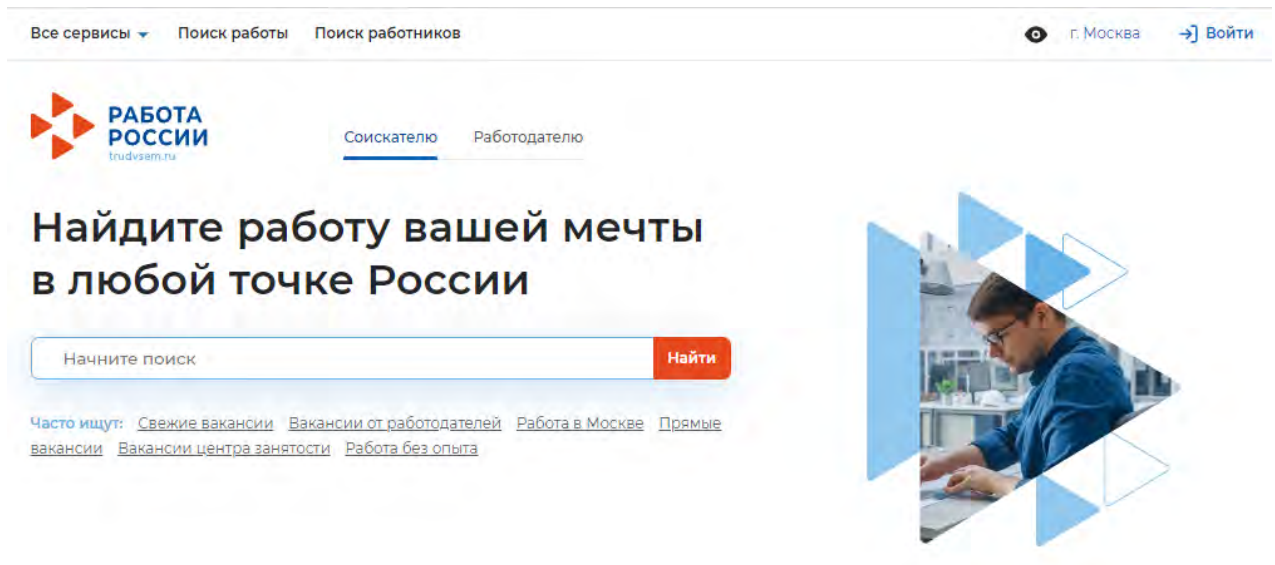 Все сервисы Поиск работы Поиск работников г. Москва Войти
РАБОТА
РОССИИ
trudvsem.ru
Соискателю Работодателю
Найдите работу вашей мечты
в любой точке России
Начните поиск Найти
Часто ищут: Свежие вакансии Вакансии от работодателей Работа в Москве Прямые
вакансии Вакансии центра занятости Работа без опыта